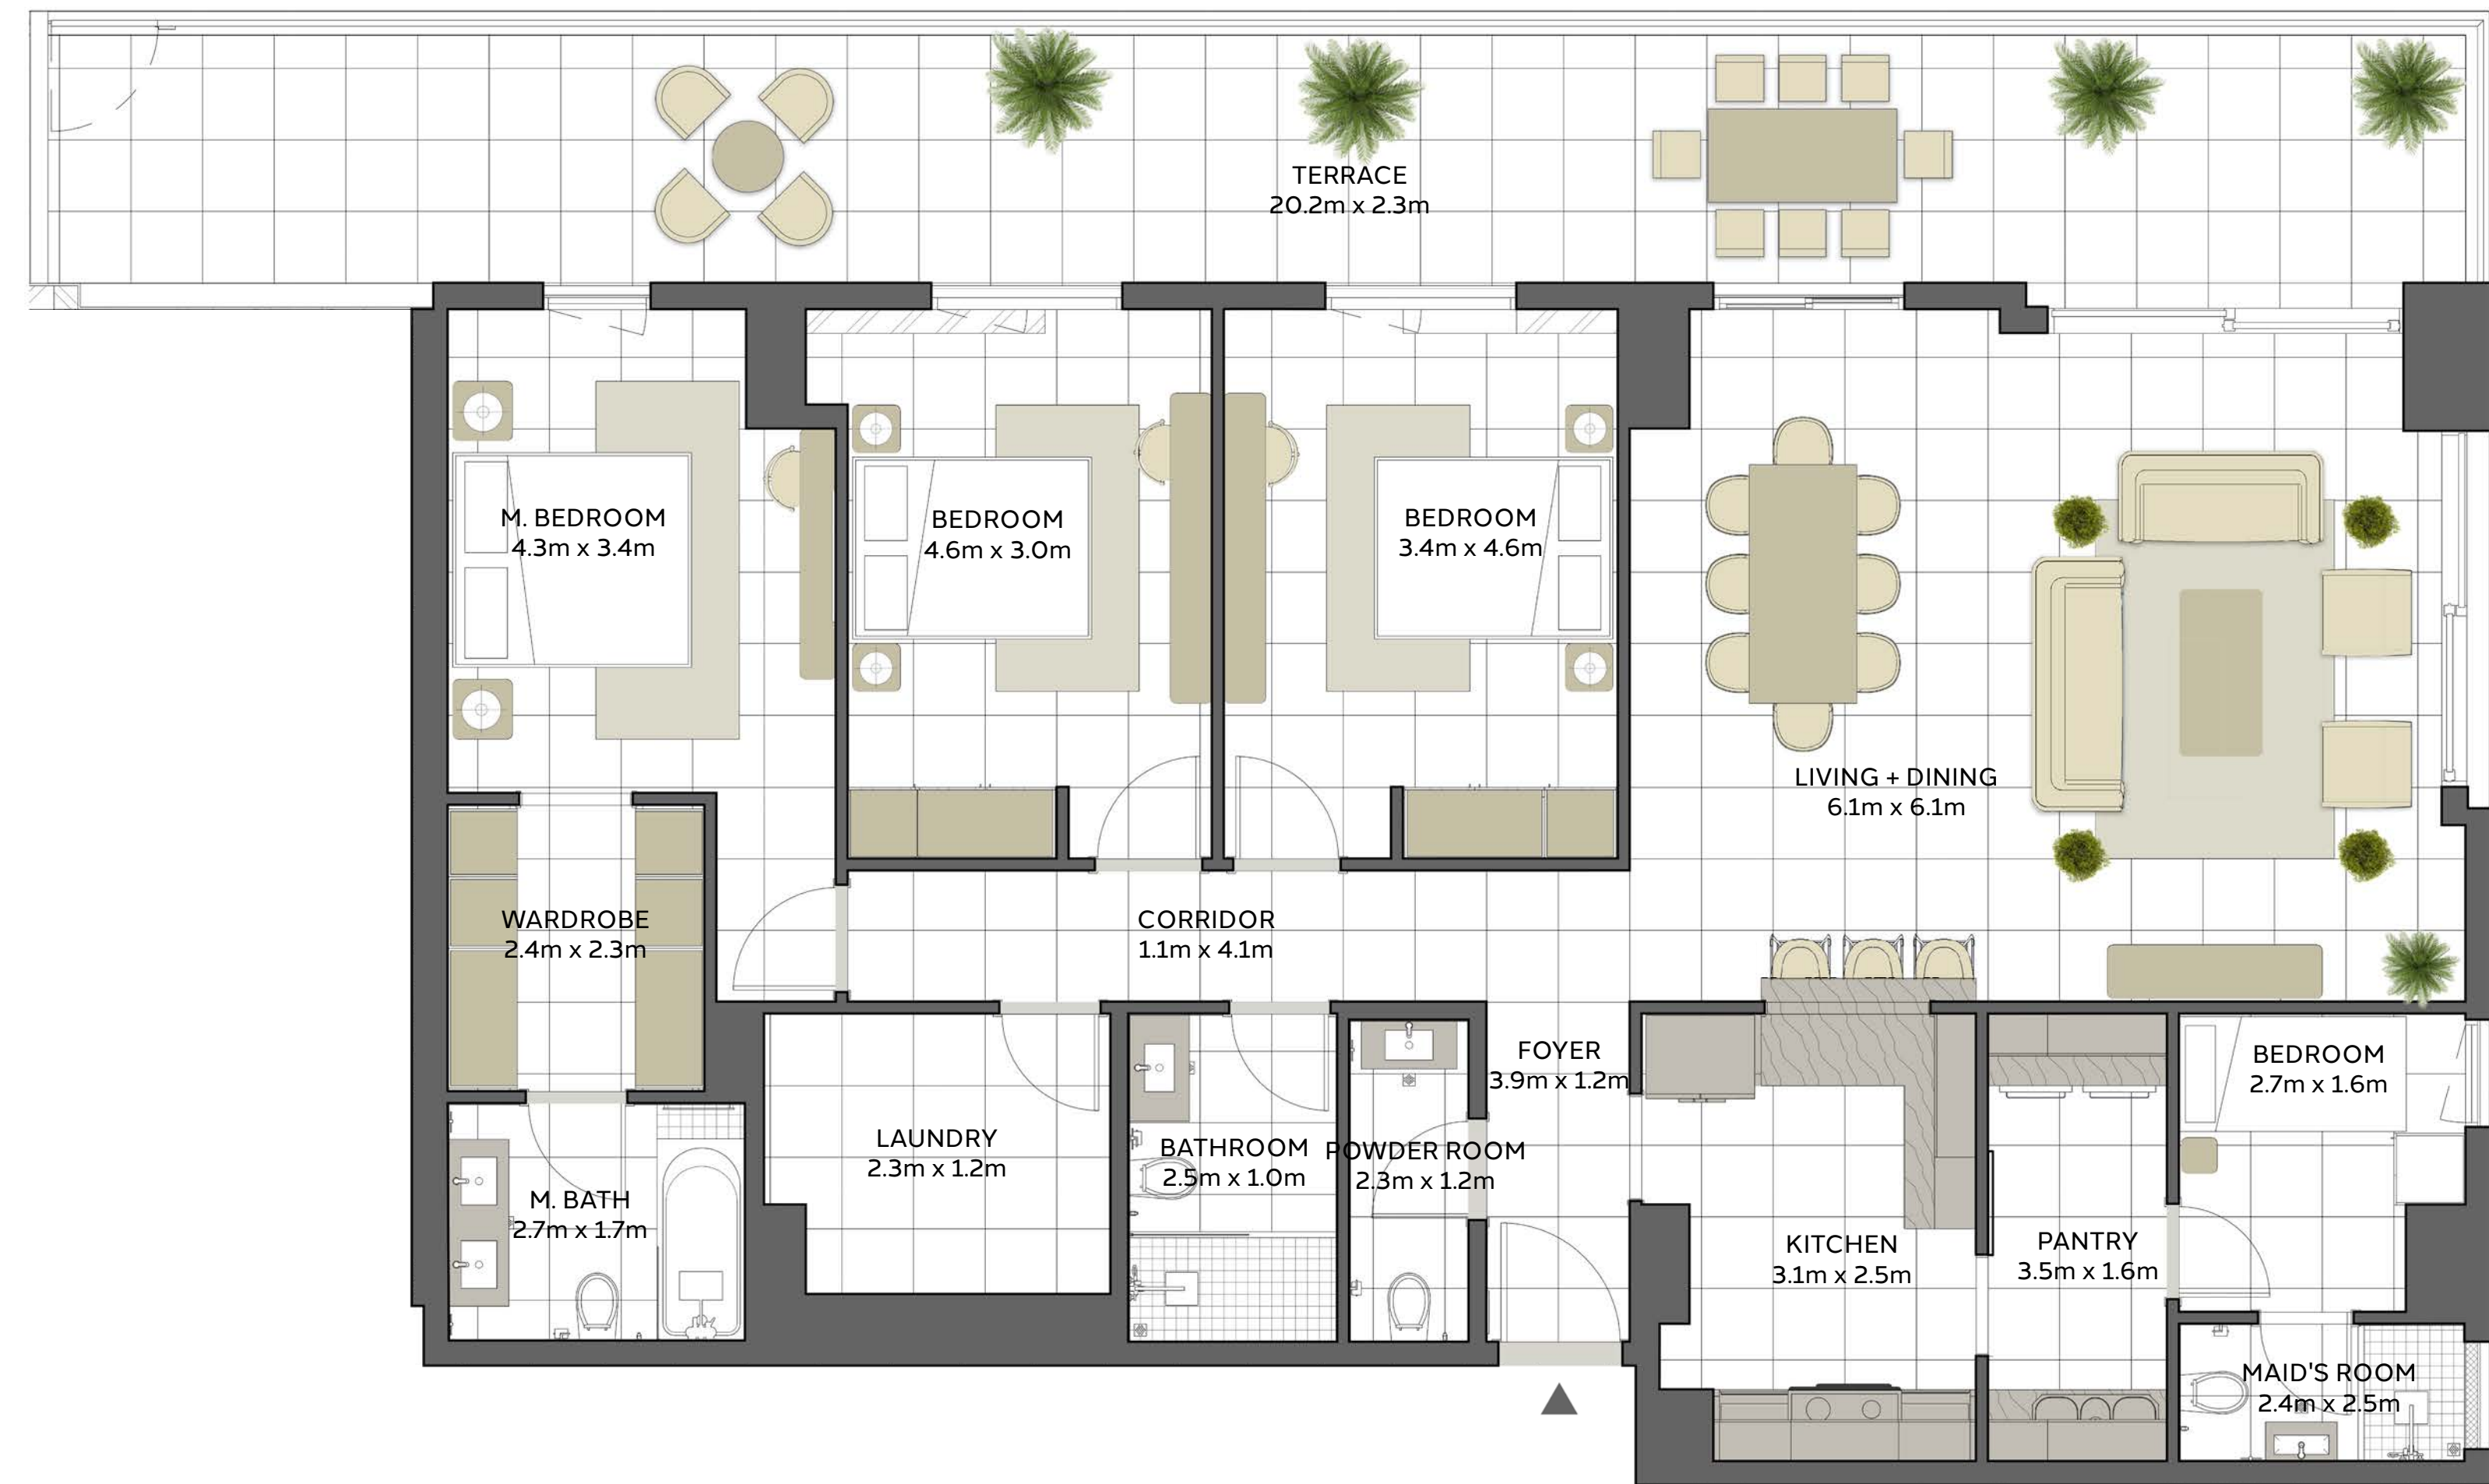 TERRACE
20.2m x 2.3m
M. BEDROOM
4.3m x 3.4m
BEDROOM
4.6m x 3.0m
BEDROOM
3.4m x 4.6m
LIVING + DINING
6.1m x 6.1m
WARDROBE
2.4m x 2.3m
CORRIDOR
1.1m x 4.1m
FOYER
3.9m x 1.2m
BEDROOM
2.7m x 1.6m
LAUNDRY
2.3m x 1.2m
BATHROOM
2.5m x 1.0m
POWDER ROOM
2.3m x 1.2m
M. BATH
2.7m x 1.7m
KITCHEN
3.1m x 2.5m
PANTRY
3.5m x 1.6m
MAID'S ROOM
2.4m x 2.5m